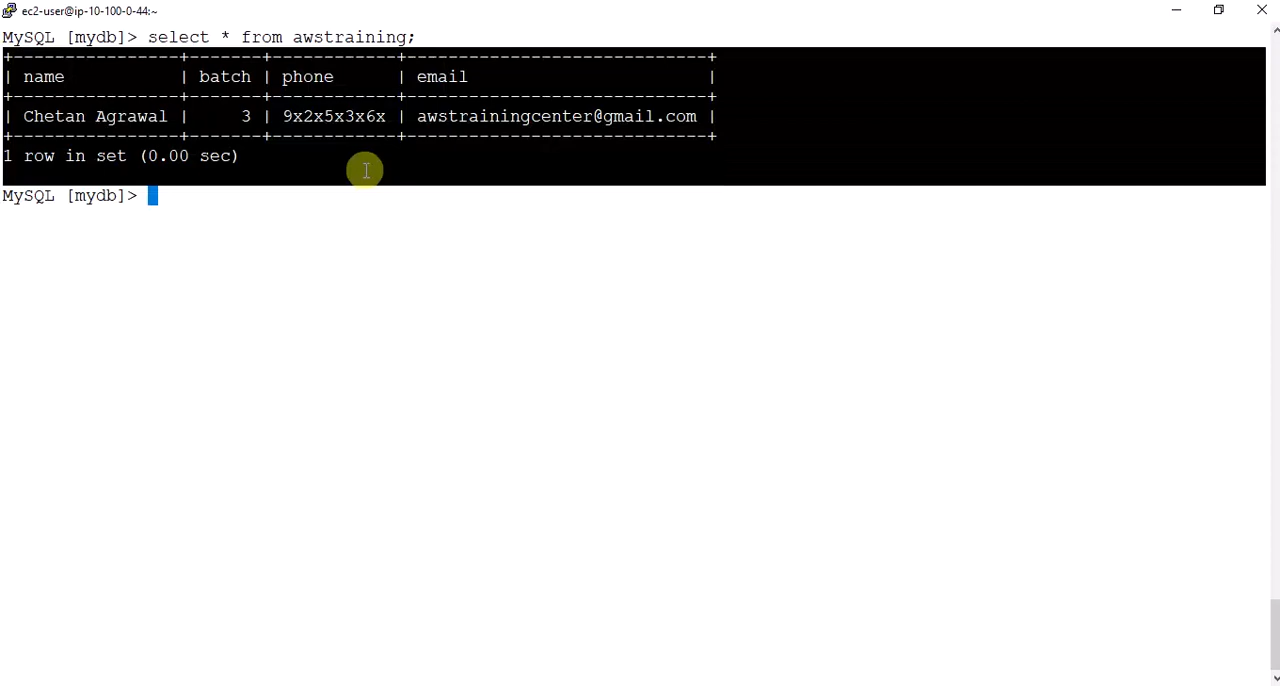 ec2-user@ip-10-100-0-44:~
MySQL [mydb]> select * from awstraining;
+----------------+-------+------------+-----------------------------+
| name           | batch | phone      | email                       |
+----------------+-------+------------+-----------------------------+
| Chetan Agrawal |     3 | 9x2x5x3x6x | awstrainingcenter@gmail.com |
+----------------+-------+------------+-----------------------------+
1 row in set (0.00 sec)
MySQL [mydb]>